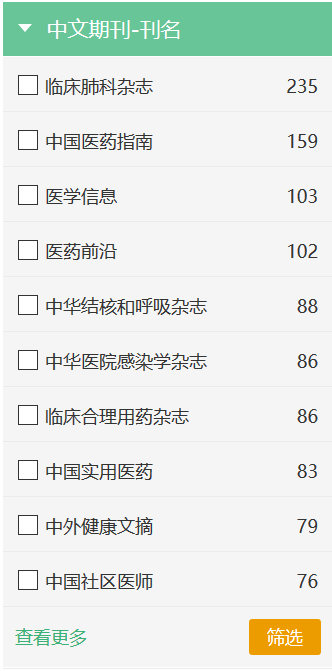 中文期刊-刊名
临床肺科杂志 235
中国医药指南 159
医学信息 103
医药前沿 102
中华结核和呼吸杂志 88
中华医院感染学杂志 86
临床合理用药杂志 86
中国实用医药 83
中外健康文摘 79
中国社区医师 76
查看更多 筛选